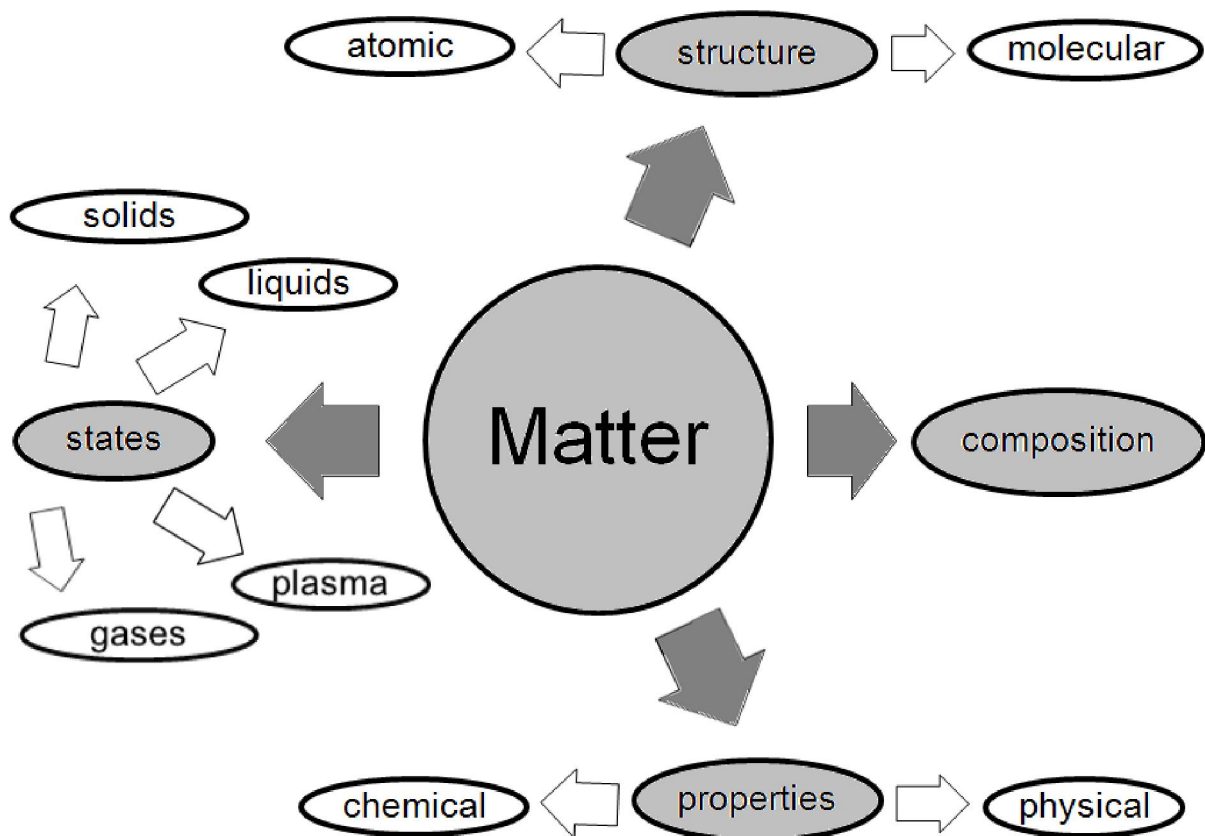 atomic
structure
molecular
solids
liquids
states
Matter
composition
plasma
gases
chemical
properties
physical